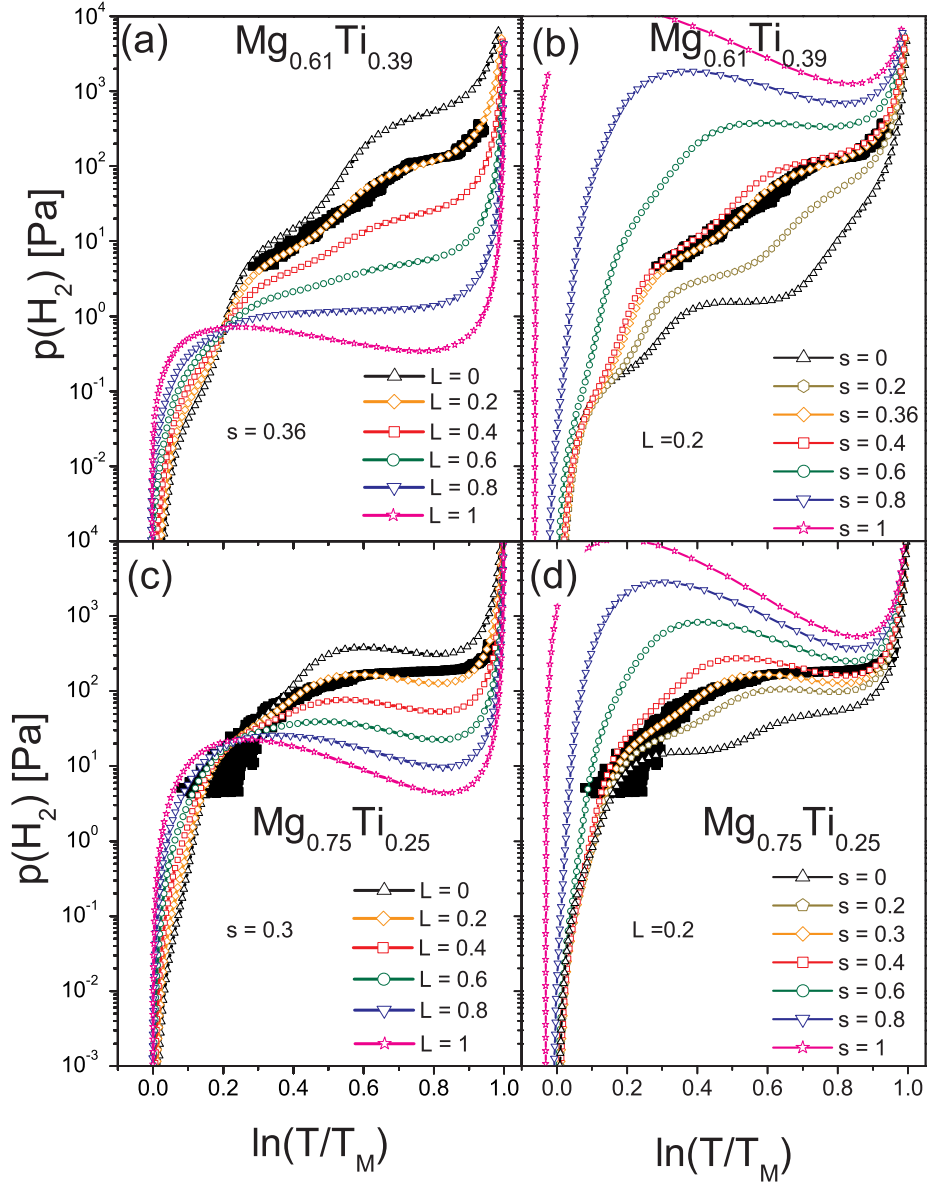 (a) Mg0.61Ti0.39
p(H2) [Pa]
10^4
10^3
10^2
10^1
10^0
10^-1
10^-2
10^4
s = 0.36
L = 0
L = 0.2
L = 0.4
L = 0.6
L = 0.8
L = 1
(b) Mg0.61Ti0.39
L =0.2
s = 0
s = 0.2
s = 0.36
s = 0.4
s = 0.6
s = 0.8
s = 1
(c)
p(H2) [Pa]
10^3
10^2
10^1
10^0
10^-1
10^-2
10^-3
Mg0.75Ti0.25
s = 0.3
L = 0
L = 0.2
L = 0.4
L = 0.6
L = 0.8
L = 1
0.0 0.2 0.4 0.6 0.8 1.0
ln(T/TM)
(d)
Mg0.75Ti0.25
L =0.2
s = 0
s = 0.2
s = 0.3
s = 0.4
s = 0.6
s = 0.8
s = 1
0.0 0.2 0.4 0.6 0.8 1.0
ln(T/TM)